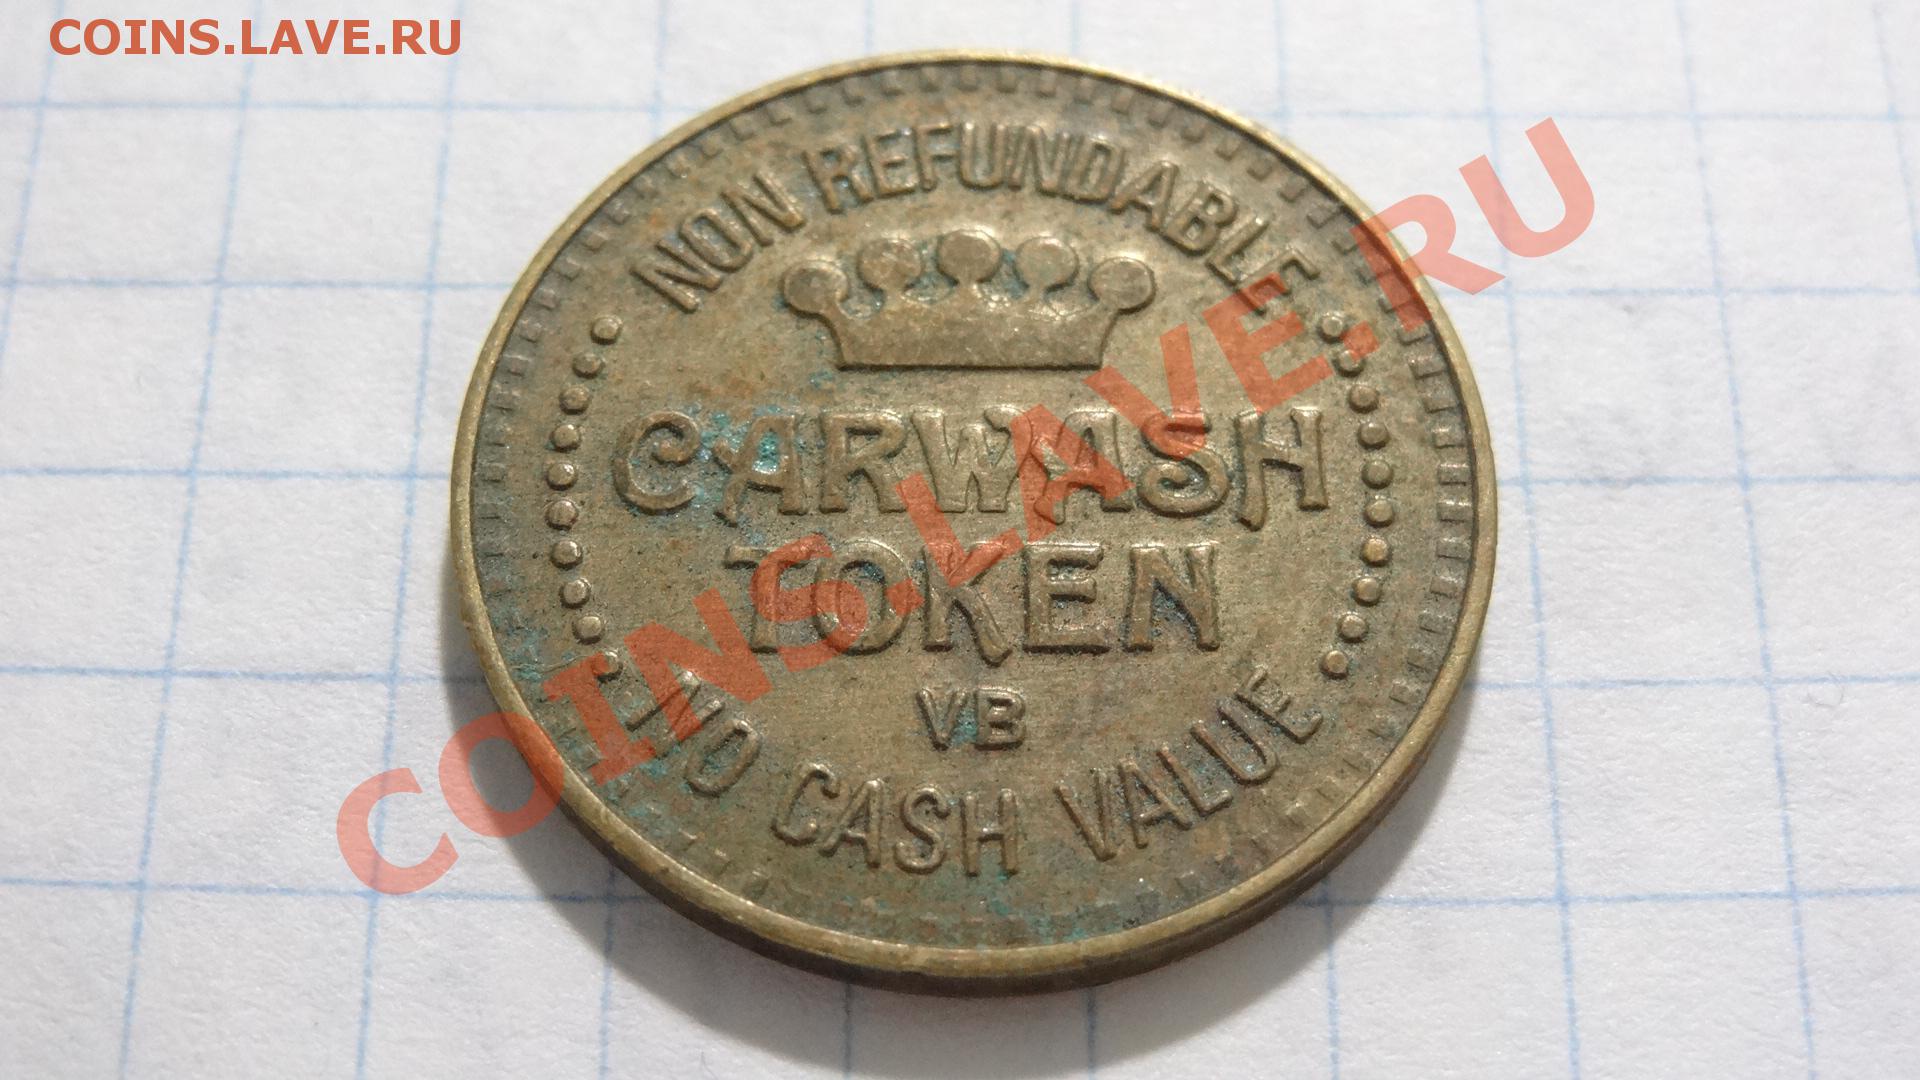 COINS.LAVE.RU
NON REFUNDABLE
CARWASH
TOKEN
VB
NO CASH VALUE
COINS.LAVE.RU